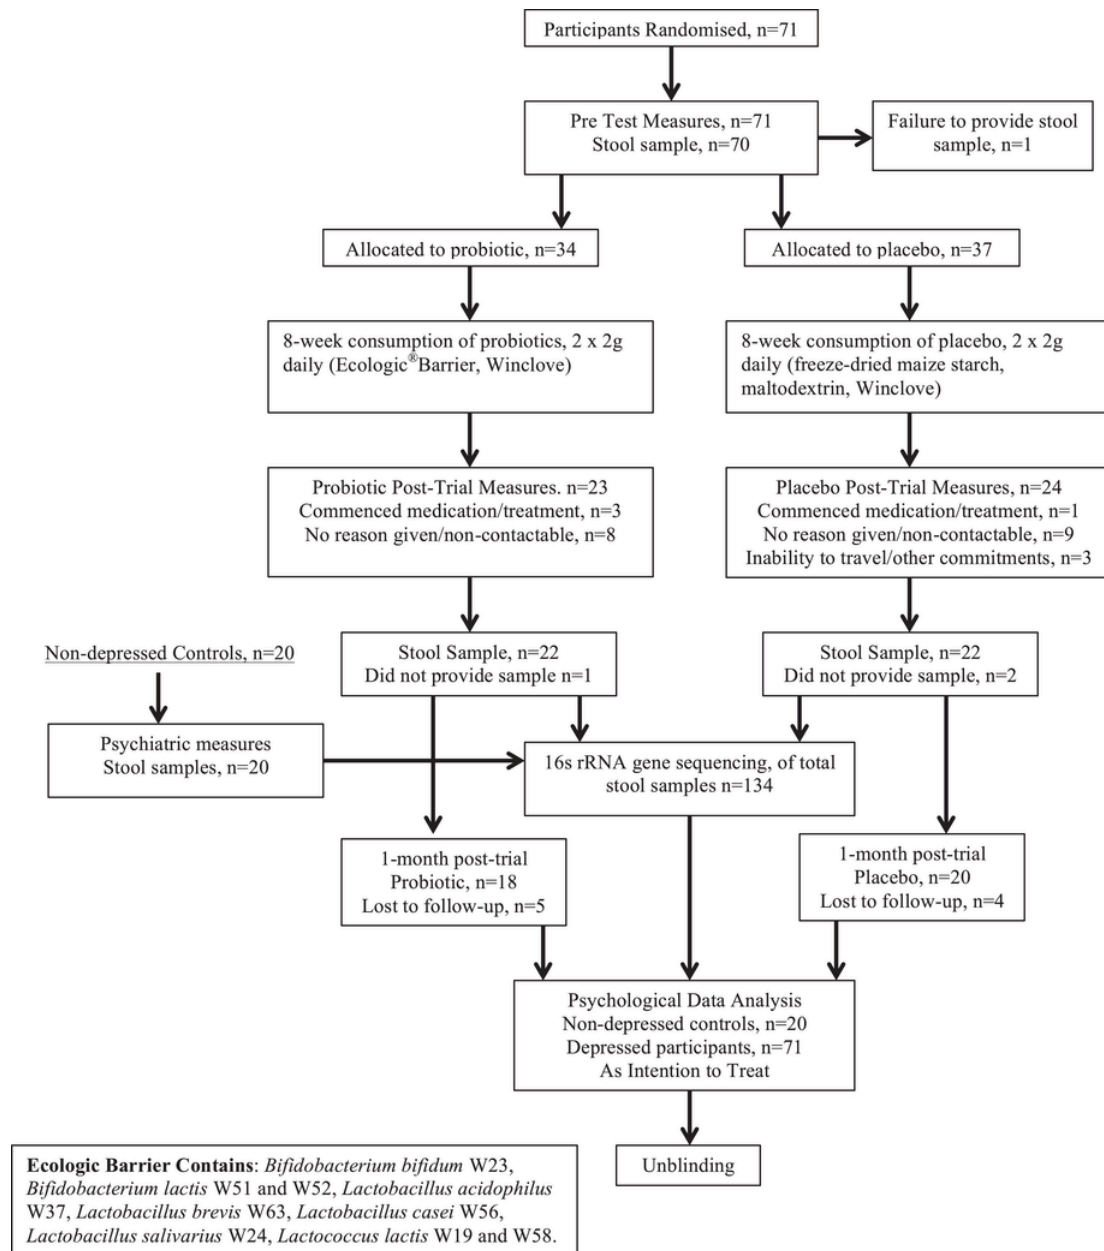 Participants Randomised, n=71
Pre Test Measures, n=71
Stool sample, n=70
Failure to provide stool
sample, n=1
Allocated to probiotic, n=34
Allocated to placebo, n=37
8-week consumption of probiotics, 2 x 2g
daily (Ecologic®Barrier, Winclove)
8-week consumption of placebo, 2 x 2g
daily (freeze-dried maize starch,
maltodextrin, Winclove)
Probiotic Post-Trial Measures. n=23
Commenced medication/treatment, n=3
No reason given/non-contactable, n=8
Placebo Post-Trial Measures, n=24
Commenced medication/treatment, n=1
No reason given/non-contactable, n=9
Inability to travel/other commitments, n=3
Non-depressed Controls, n=20
Stool Sample, n=22
Did not provide sample n=1
Stool Sample, n=22
Did not provide sample, n=2
Psychiatric measures
Stool samples, n=20
16s rRNA gene sequencing, of total
stool samples n=134
1-month post-trial
Probiotic, n=18
Lost to follow-up, n=5
1-month post-trial
Placebo, n=20
Lost to follow-up, n=4
Psychological Data Analysis
Non-depressed controls, n=20
Depressed participants, n=71
As Intention to Treat
Unblinding
Ecologic Barrier Contains: Bifidobacterium bifidum W23,
Bifidobacterium lactis W51 and W52, Lactobacillus acidophilus
W37, Lactobacillus brevis W63, Lactobacillus casei W56,
Lactobacillus salivarius W24, Lactococcus lactis W19 and W58.